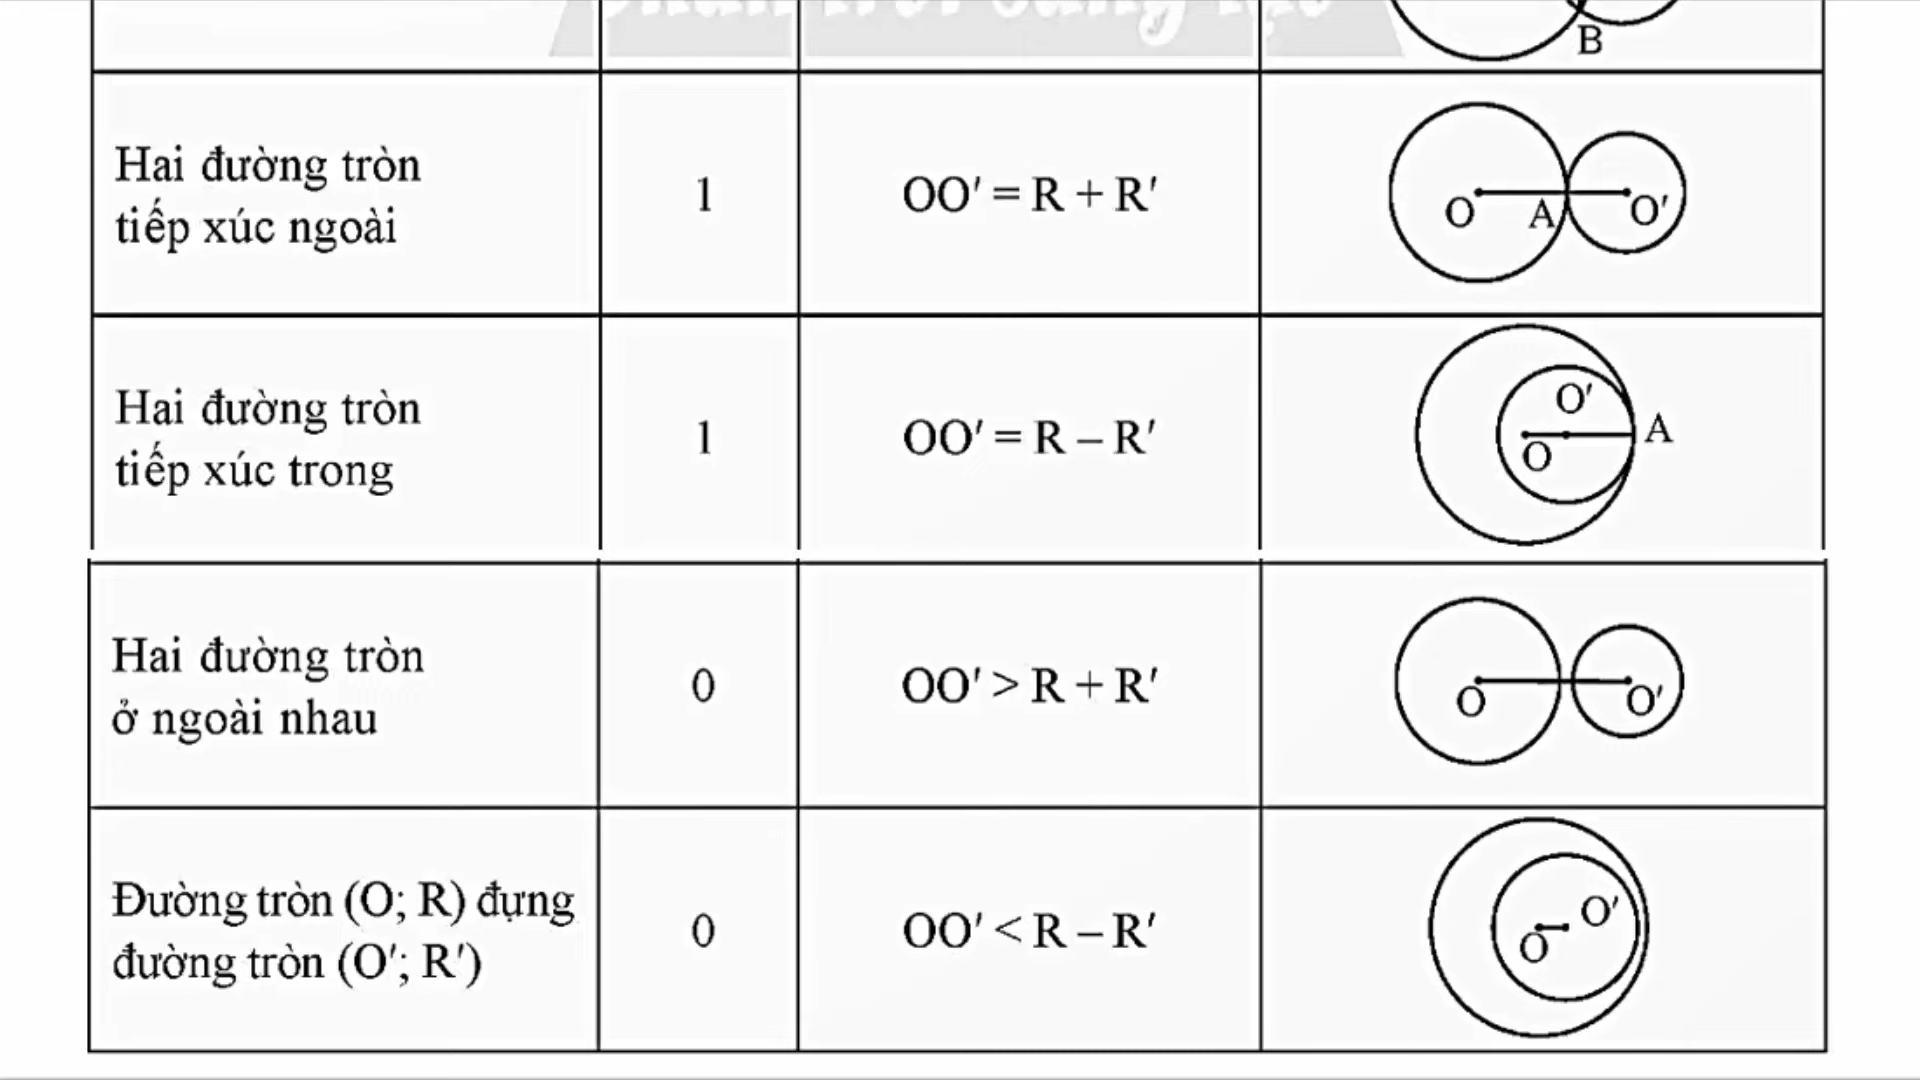 B
Hai đường tròn
tiếp xúc ngoài
1
OO′ = R + R′
O
A
O′
Hai đường tròn
tiếp xúc trong
1
OO′ = R – R′
O′
O
A
Hai đường tròn
ở ngoài nhau
0
OO′ > R + R′
O
O′
Đường tròn (O; R) đựng
đường tròn (O′; R′)
0
OO′ < R – R′
O
O′